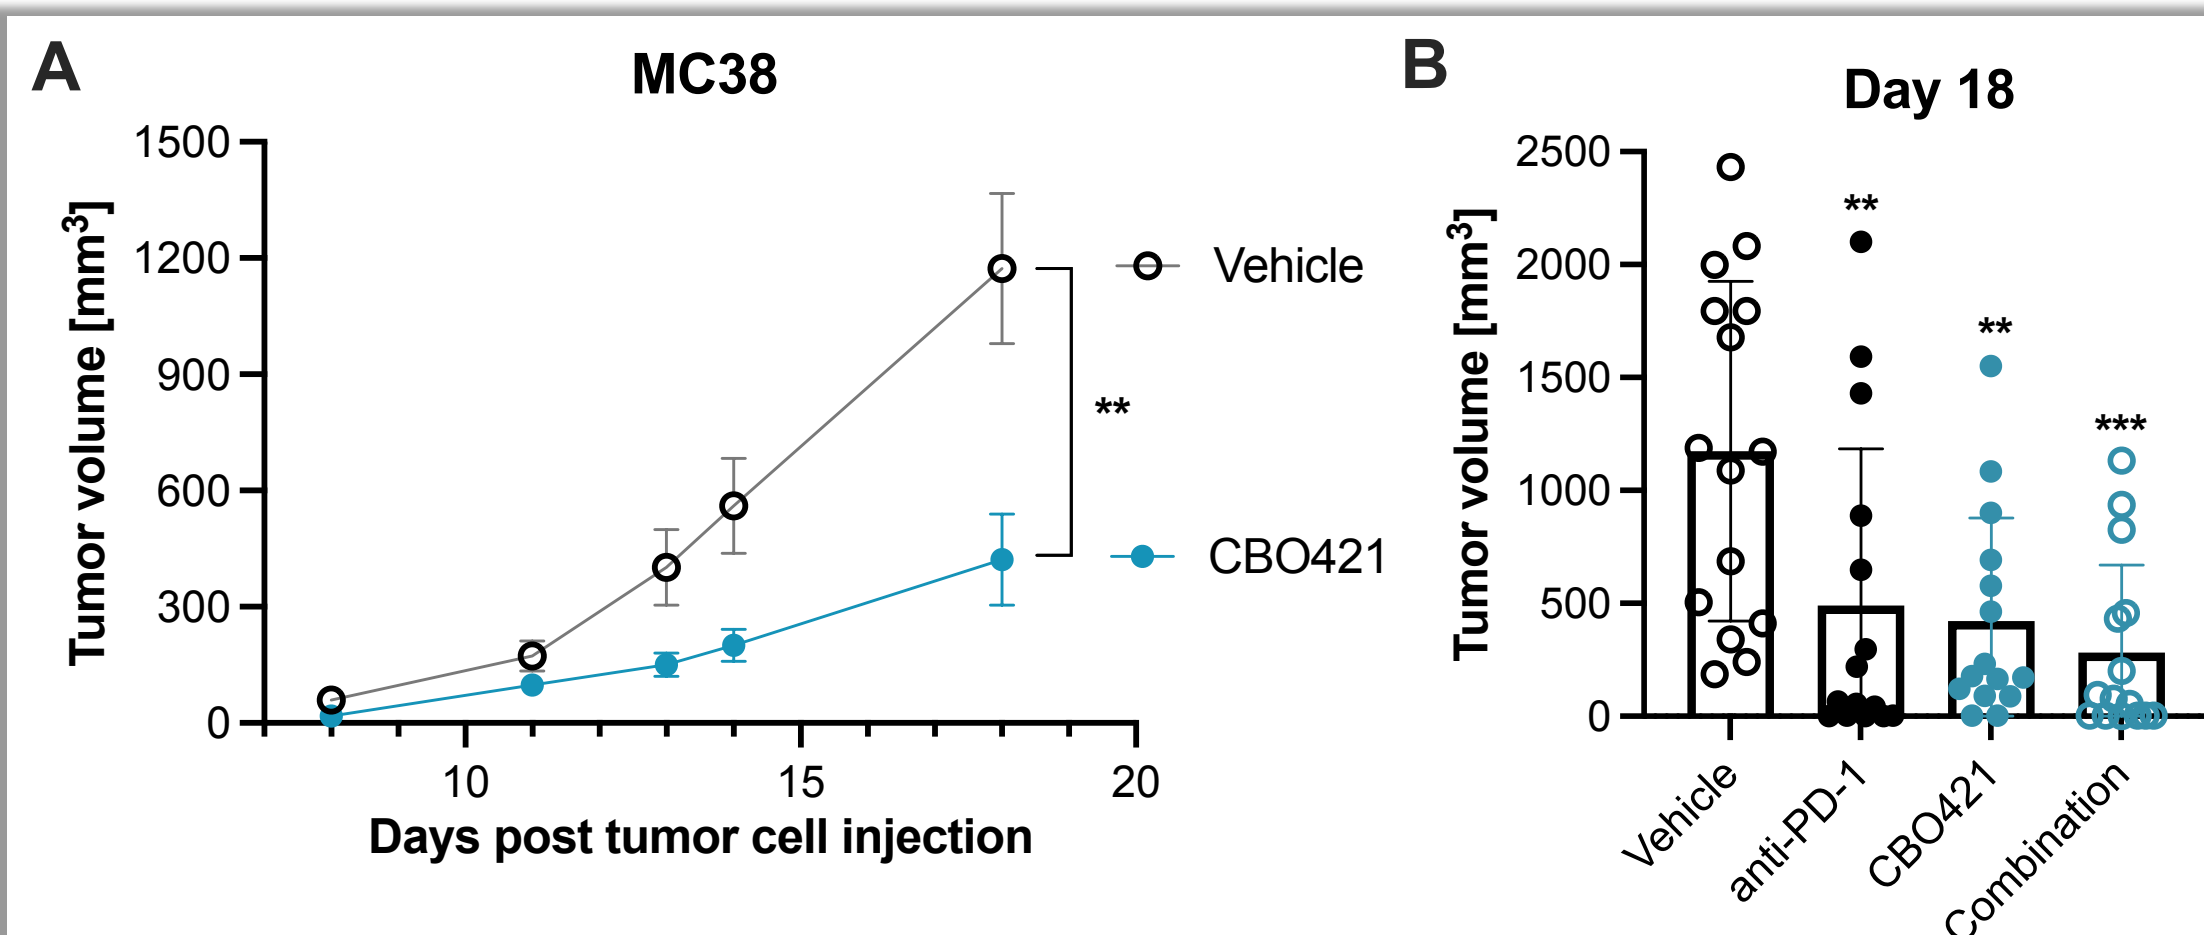 A
MC38
1500
1200
900
600
300
0
Tumor volume [mm³]
10
15
20
Days post tumor cell injection
Vehicle
**
CBO421
B
Day 18
2500
2000
1500
1000
500
0
Tumor volume [mm³]
**
**
***
Vehicle
anti-PD-1
CBO421
Combination